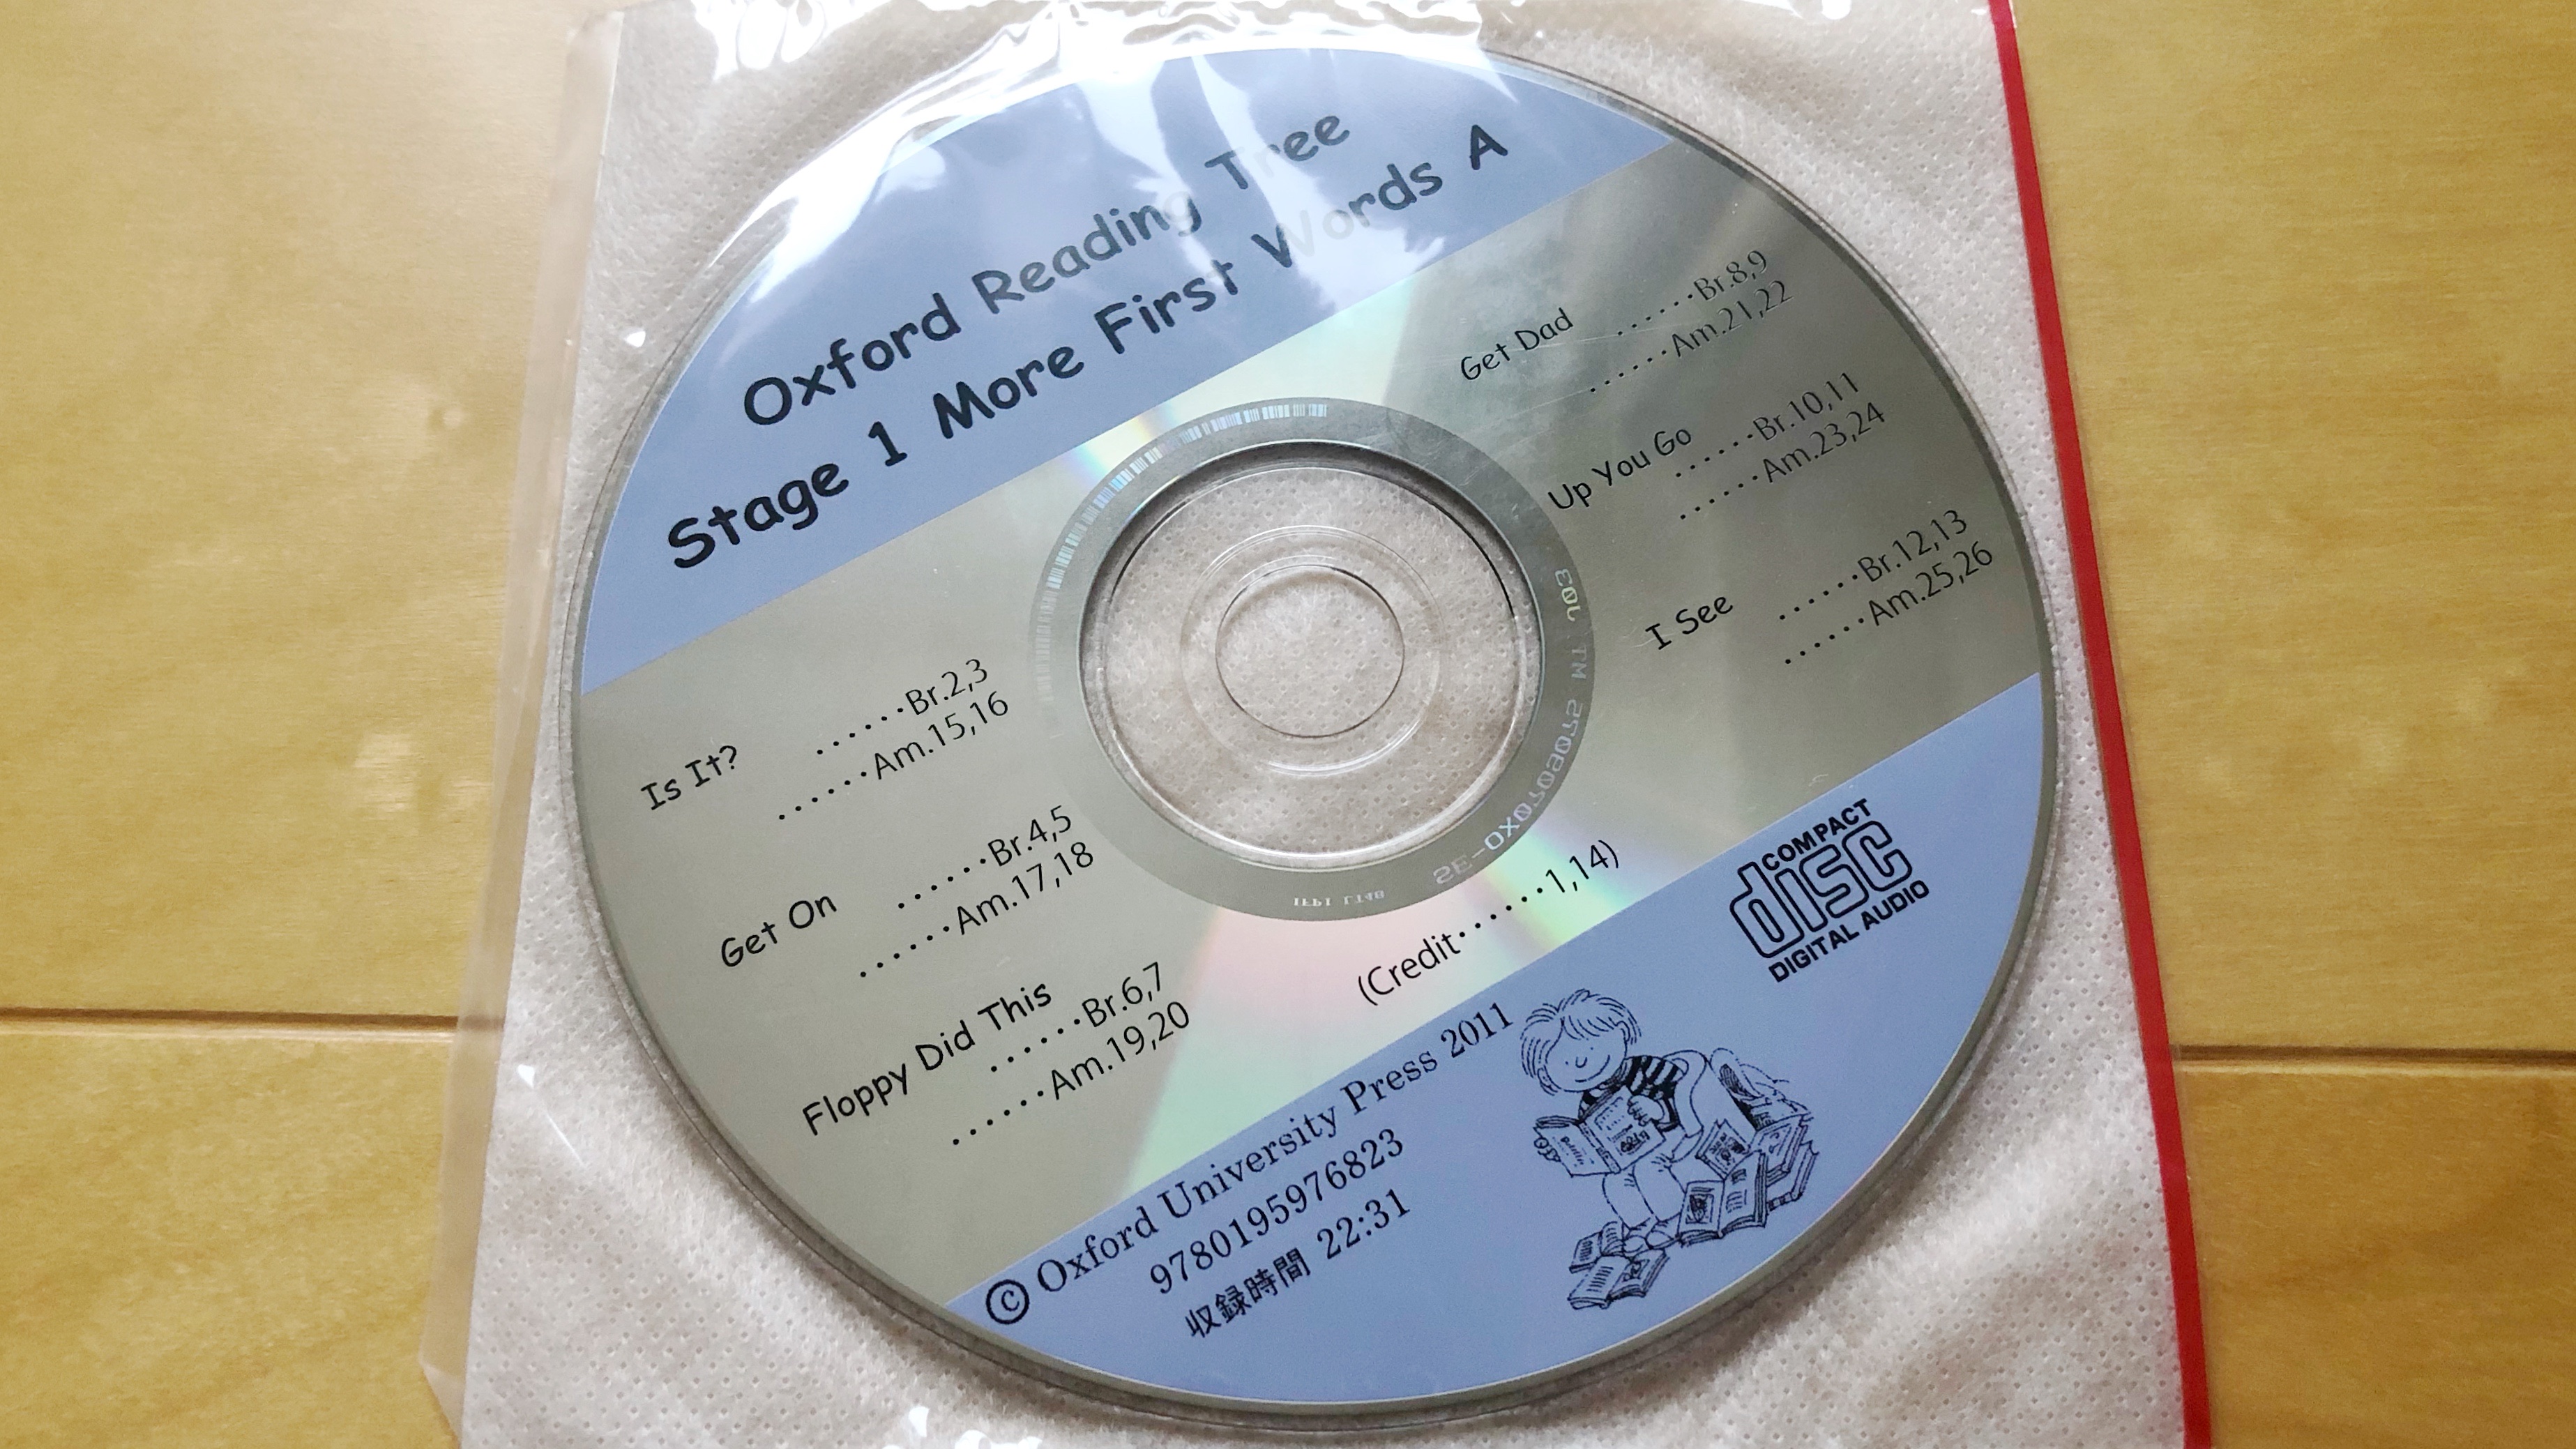 Oxford Reading Tree
Stage 1 More First Words A
Is It? ······Br.2,3
······Am.15,16
Get On ······Br.4,5
······Am.17,18
Floppy Did This
······Br.6,7
······Am.19,20
Get Dad ······Br.8,9
······Am.21,22
Up You Go
······Br.10,11
······Am.23,24
I See ······Br.12,13
······Am.25,26
(Credit······1,14)
COMPACT
disc
DIGITAL AUDIO
© Oxford University Press 2011
9780195976823
収録時間 22:31